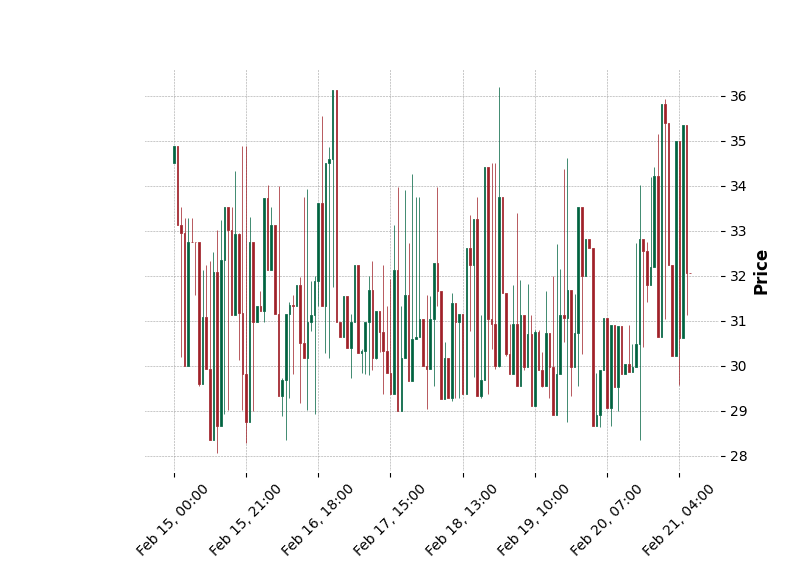 36
35
34
33
32
31
30
29
28
Price
Feb 15, 00:00
Feb 15, 21:00
Feb 16, 18:00
Feb 17, 15:00
Feb 18, 13:00
Feb 19, 10:00
Feb 20, 07:00
Feb 21, 04:00